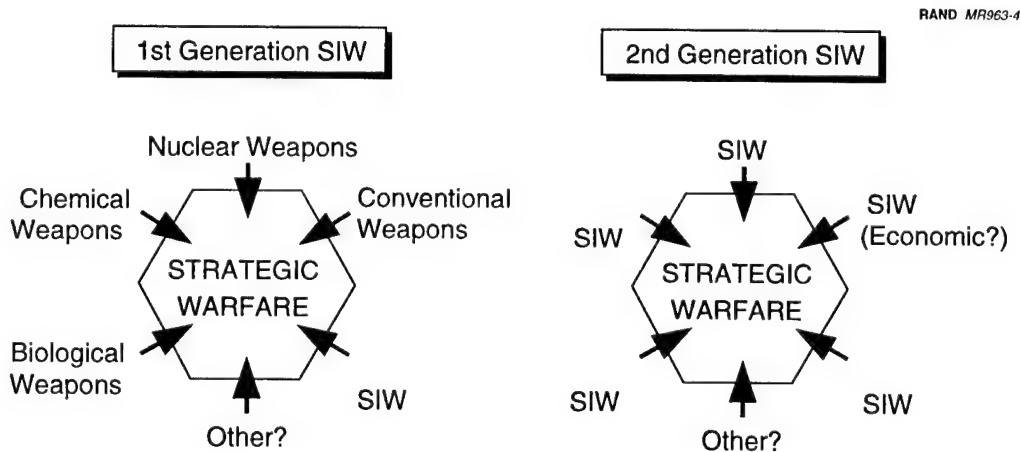 RAND MR963-4
1st Generation SIW
Nuclear Weapons
Chemical
Weapons
Conventional
Weapons
STRATEGIC
WARFARE
Biological
Weapons
SIW
Other?
2nd Generation SIW
SIW
SIW
SIW
(Economic?)
STRATEGIC
WARFARE
SIW
SIW
Other?